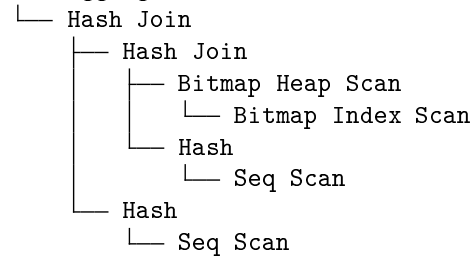 └── Hash Join
    ├── Hash Join
    │   ├── Bitmap Heap Scan
    │   │   └── Bitmap Index Scan
    │   └── Hash
    │       └── Seq Scan
    └── Hash
        └── Seq Scan